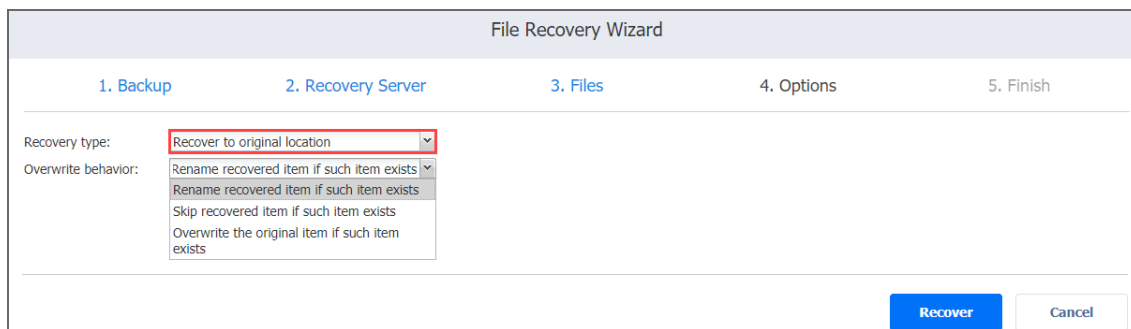 File Recovery Wizard
1. Backup 2. Recovery Server 3. Files 4. Options 5. Finish
Recovery type: Recover to original location
Overwrite behavior: Rename recovered item if such item exists
Rename recovered item if such item exists
Skip recovered item if such item exists
Overwrite the original item if such item
exists
Recover Cancel